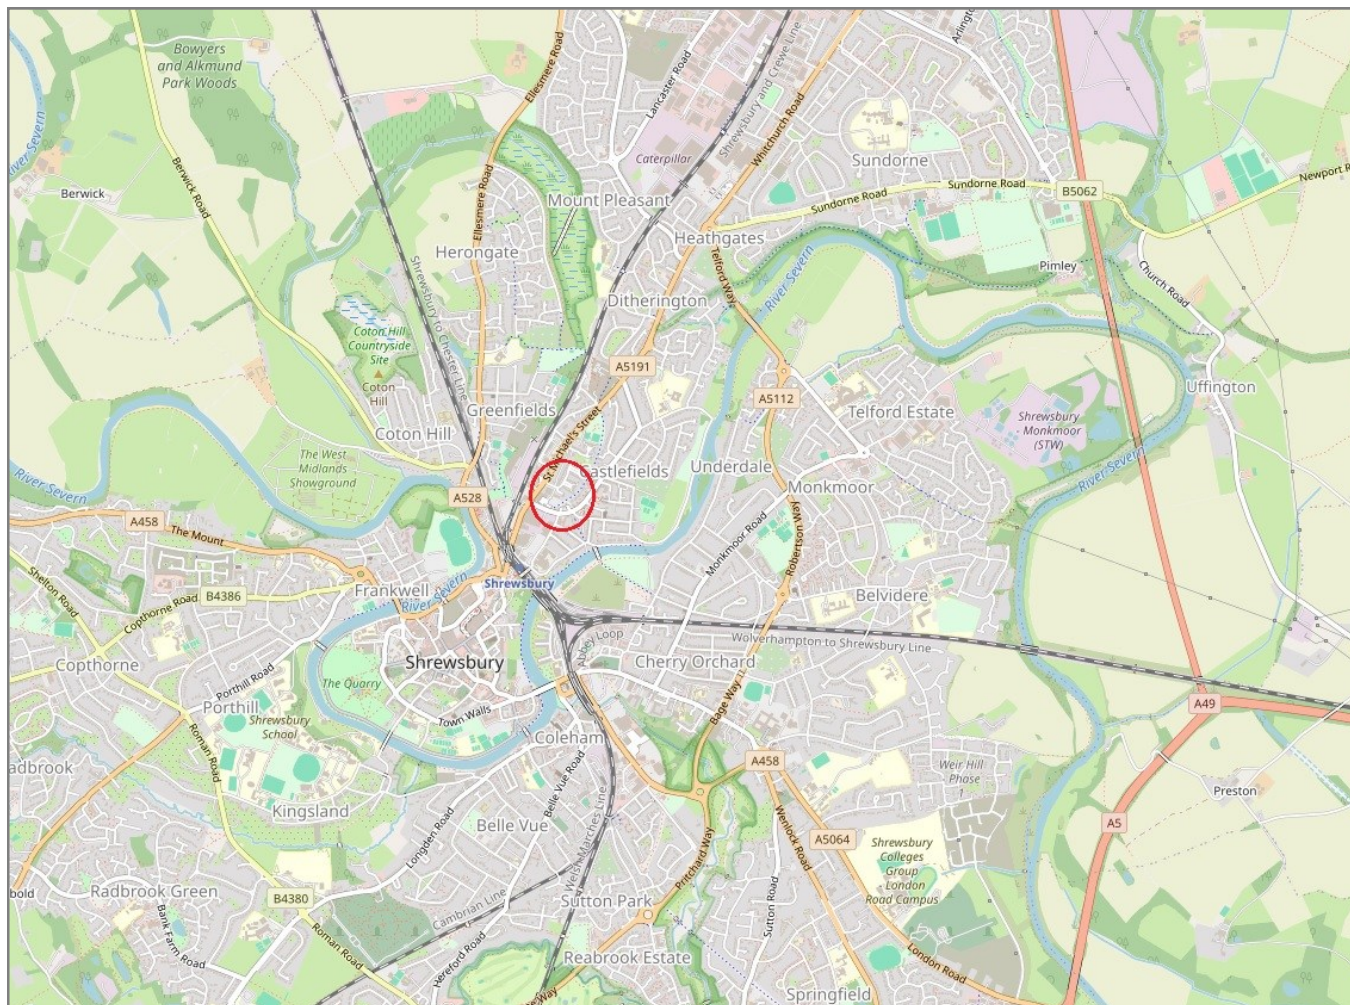 Bowyers
and Alkmund
Park Woods
Ellesmere Road
Lancaster Road
Shrewsbury and Crewe Line
Whitchurch Road
Caterpillar
Sundorne
River Severn
Berwick
Berwick Road
Ellesmere Road
Mount Pleasant
Sundorne Road
Sundorne Road
B5062
Newport R
Herongate
Heathgates
Telford Way
River Severn
Pimley
Church Road
Shrewsbury to Chester Line
Ditherington
Coton Hill
Countryside
Site
Coton
Hill
A5191
A5112
Uffington
Greenfields
St Michael's Street
Telford Estate
Shrewsbury
- Monkmoor
(STW)
Coton Hill
The West
Midlands
Showground
Castlefields
Underdale
Monkmoor
River Severn
River Severn
A528
A458
The Mount
Monkmoor Road
Robertson Way
Shelton Road
Copthorne Road
B4386
Frankwell
River Severn
Shrewsbury
Belvidere
Abbey Loop
Wolverhampton to Shrewsbury Line
Copthorne
Shrewsbury
Cherry Orchard
Porthill Road
The Quarry
Porthill
Shrewsbury
School
Town Walls
Bage Way
A49
Roman Road
Coleham
adbrook
A458
Weir Hill
Phase
1
Preston
Kingsland
Belle Vue Road
Belle Vue
Longden Road
Welsh Marches Line
Wenlock Road
A5
A5064
Shrewsbury
Colleges
Group
London
Road Campus
Pritchard Way
bold
Radbrook Green
B4380
Cambrian Line
Sutton Park
Sutton Road
Bank Farm Road
Roman Road
Hereford Road
Reabrook Estate
London Road
Springfield